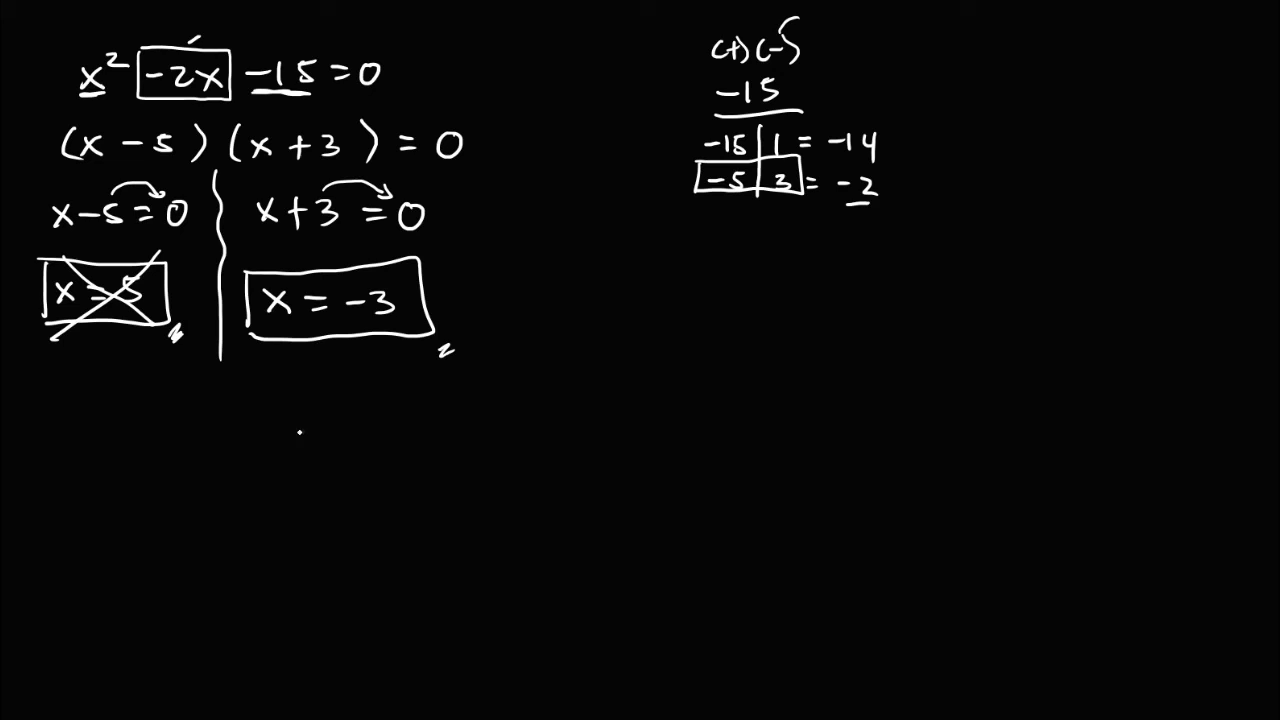 x² -2x -15 = 0
(x - 5) (x + 3) = 0
x - 5 = 0
x + 3 = 0
x = 5
x = -3
(+) (-)
-15
-15 | 1 = -14
-5 | 3 = -2